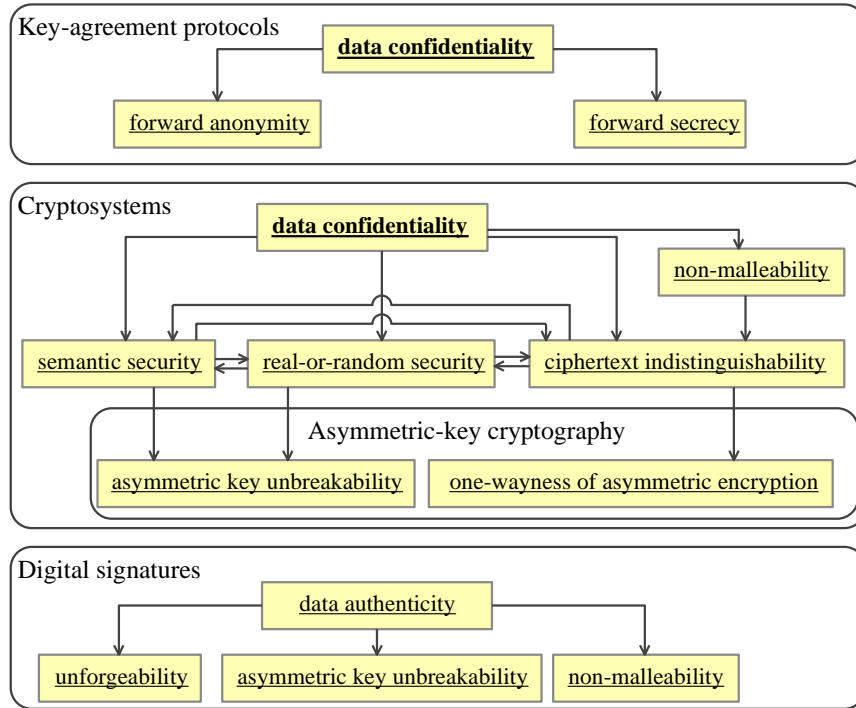 Key-agreement protocols
data confidentiality
forward anonymity
forward secrecy
Cryptosystems
data confidentiality
non-malleability
semantic security
real-or-random security
ciphertext indistinguishability
Asymmetric-key cryptography
asymmetric key unbreakability
one-wayness of asymmetric encryption
Digital signatures
data authenticity
unforgeability
asymmetric key unbreakability
non-malleability